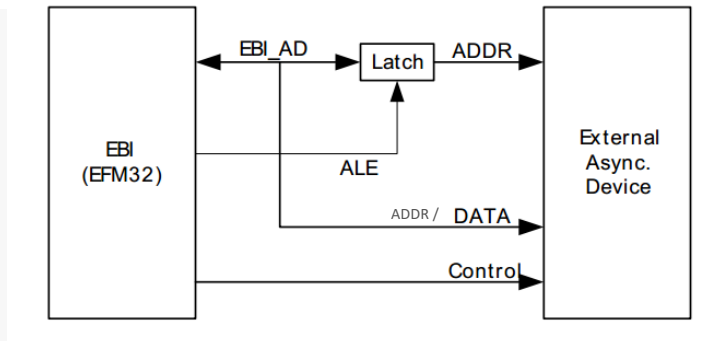 EBI_AD
Latch
ADDR
EBI
(EFM32)
ALE
External
Async.
Device
ADDR / DATA
Control